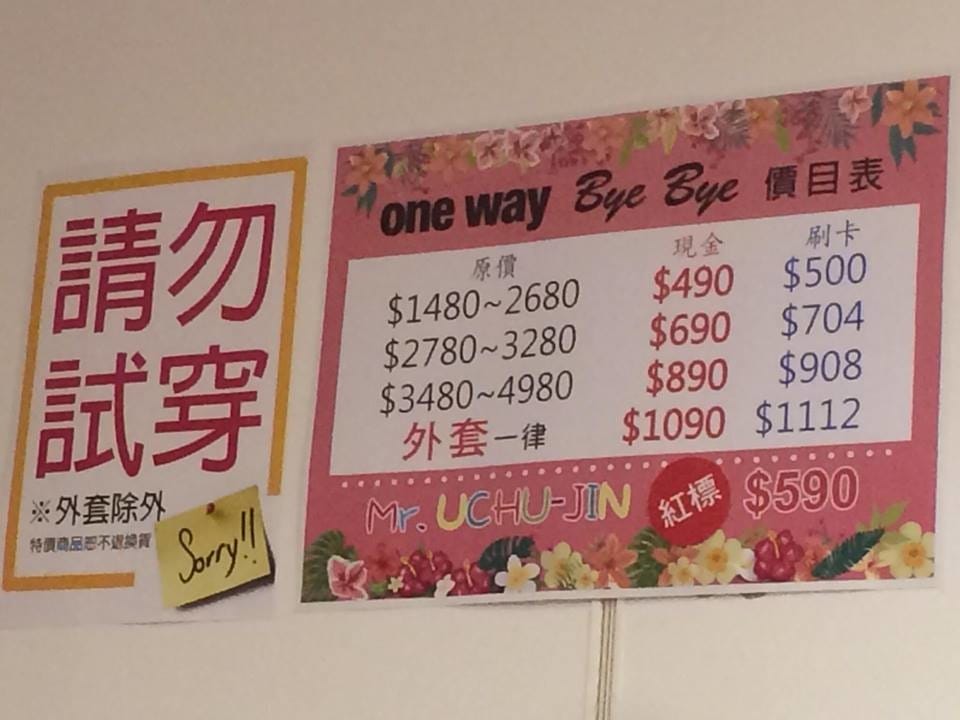 請勿
試穿
※外套除外
特價商品恕不退換貨
Sorry!!
one way Bye Bye 價目表
原價 現金 刷卡
$1480~2680 $490 $500
$2780~3280 $690 $704
$3480~4980 $890 $908
外套一律 $1090 $1112
Mr. UCHU-JIN 紅標 $590